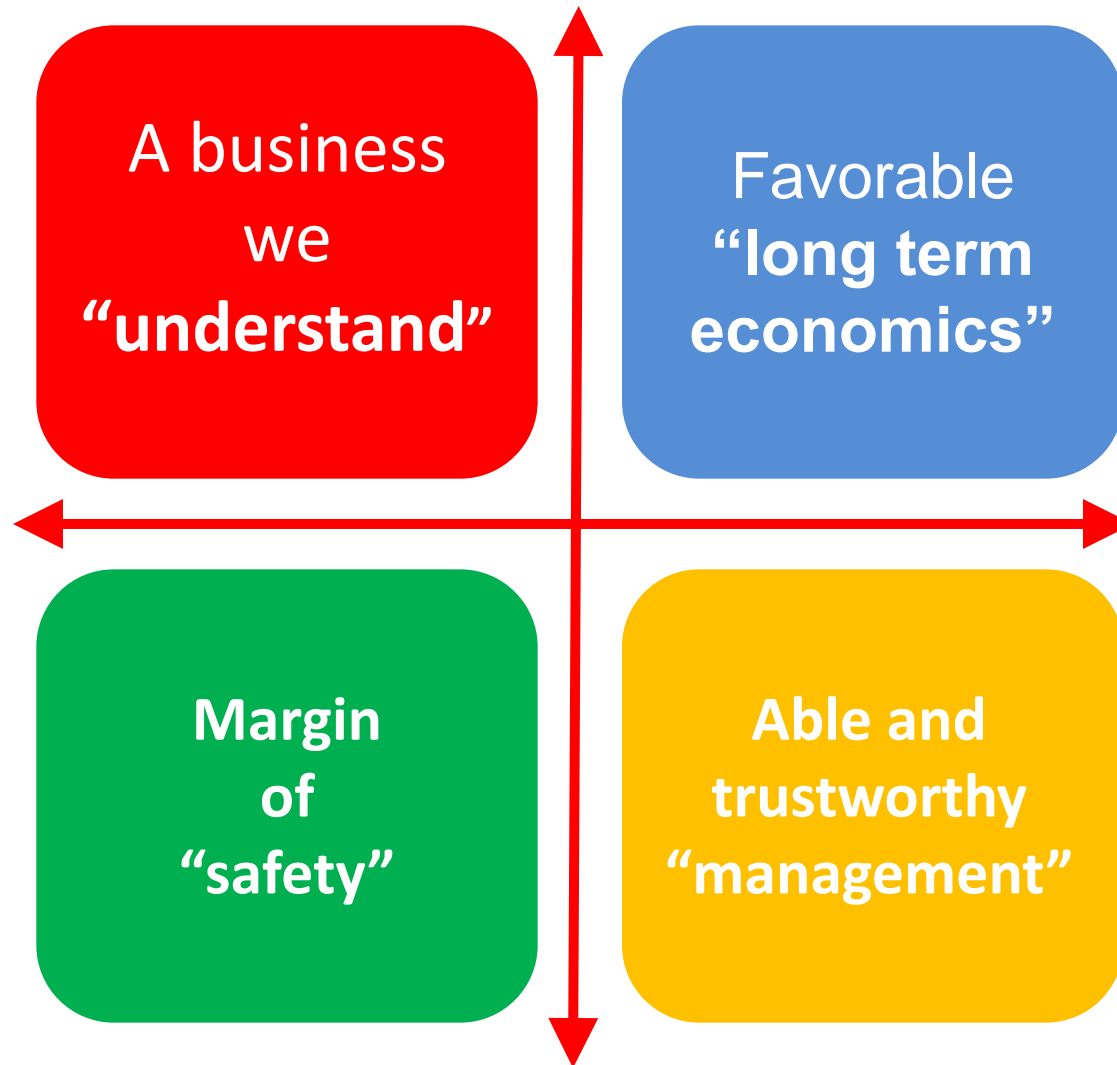 A business
we
“understand”
Favorable
“long term
economics”
Margin
of
“safety”
Able and
trustworthy
“management”